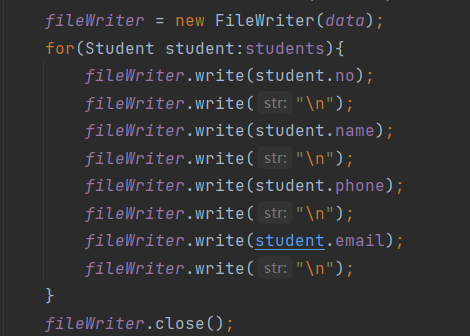 fileWriter = new FileWriter(data);
for(Student student:students){
fileWriter.write(student.no);
fileWriter.write( str: "\n");
fileWriter.write(student.name);
fileWriter.write( str: "\n");
fileWriter.write(student.phone);
fileWriter.write( str: "\n");
fileWriter.write(student.email);
fileWriter.write( str: "\n");
}
fileWriter.close();